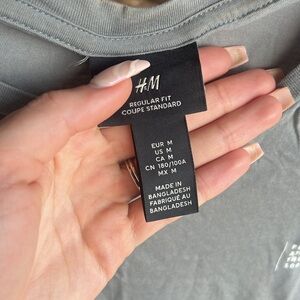 H&M
REGULAR FIT
COUPE STANDARD
EUR M
US M
CA M
CN 180/100A
MX M
MADE IN
BANGLADESH
FABRIQUÉ AU
BANGLADESH